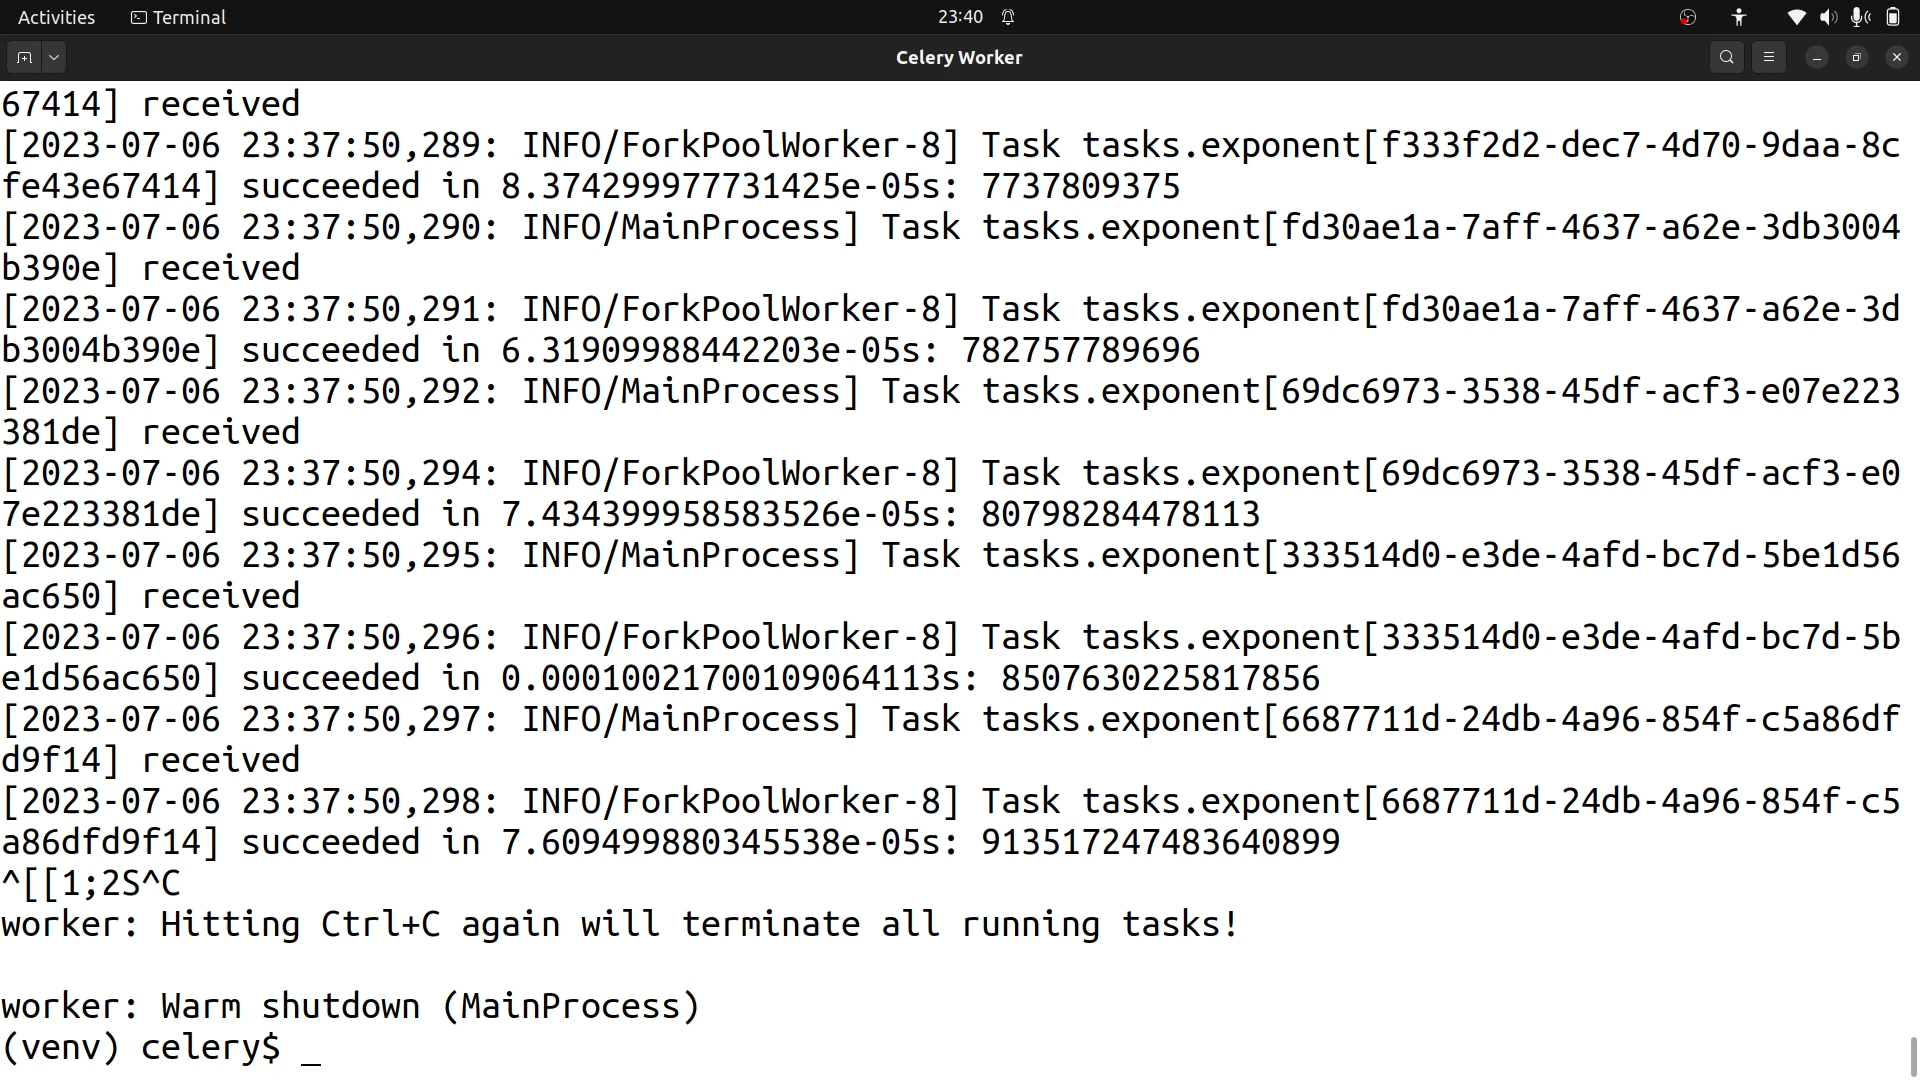 Activities Terminal 23:40
Celery Worker
67414] received
[2023-07-06 23:37:50,289: INFO/ForkPoolWorker-8] Task tasks.exponent[f333f2d2-dec7-4d70-9daa-8c
fe43e67414] succeeded in 8.374299977731425e-05s: 7737809375
[2023-07-06 23:37:50,290: INFO/MainProcess] Task tasks.exponent[fd30ae1a-7aff-4637-a62e-3db3004
b390e] received
[2023-07-06 23:37:50,291: INFO/ForkPoolWorker-8] Task tasks.exponent[fd30ae1a-7aff-4637-a62e-3d
b3004b390e] succeeded in 6.31909988442203e-05s: 782757789696
[2023-07-06 23:37:50,292: INFO/MainProcess] Task tasks.exponent[69dc6973-3538-45df-acf3-e07e223
381de] received
[2023-07-06 23:37:50,294: INFO/ForkPoolWorker-8] Task tasks.exponent[69dc6973-3538-45df-acf3-e0
7e223381de] succeeded in 7.434399958583526e-05s: 80798284478113
[2023-07-06 23:37:50,295: INFO/MainProcess] Task tasks.exponent[333514d0-e3de-4afd-bc7d-5be1d56
ac650] received
[2023-07-06 23:37:50,296: INFO/ForkPoolWorker-8] Task tasks.exponent[333514d0-e3de-4afd-bc7d-5b
e1d56ac650] succeeded in 0.00010021700109064113s: 8507630225817856
[2023-07-06 23:37:50,297: INFO/MainProcess] Task tasks.exponent[6687711d-24db-4a96-854f-c5a86df
d9f14] received
[2023-07-06 23:37:50,298: INFO/ForkPoolWorker-8] Task tasks.exponent[6687711d-24db-4a96-854f-c5
a86dfd9f14] succeeded in 7.609499880345538e-05s: 913517247483640899
^[[1;2S^C
worker: Hitting Ctrl+C again will terminate all running tasks!
worker: Warm shutdown (MainProcess)
(venv) celery$ _